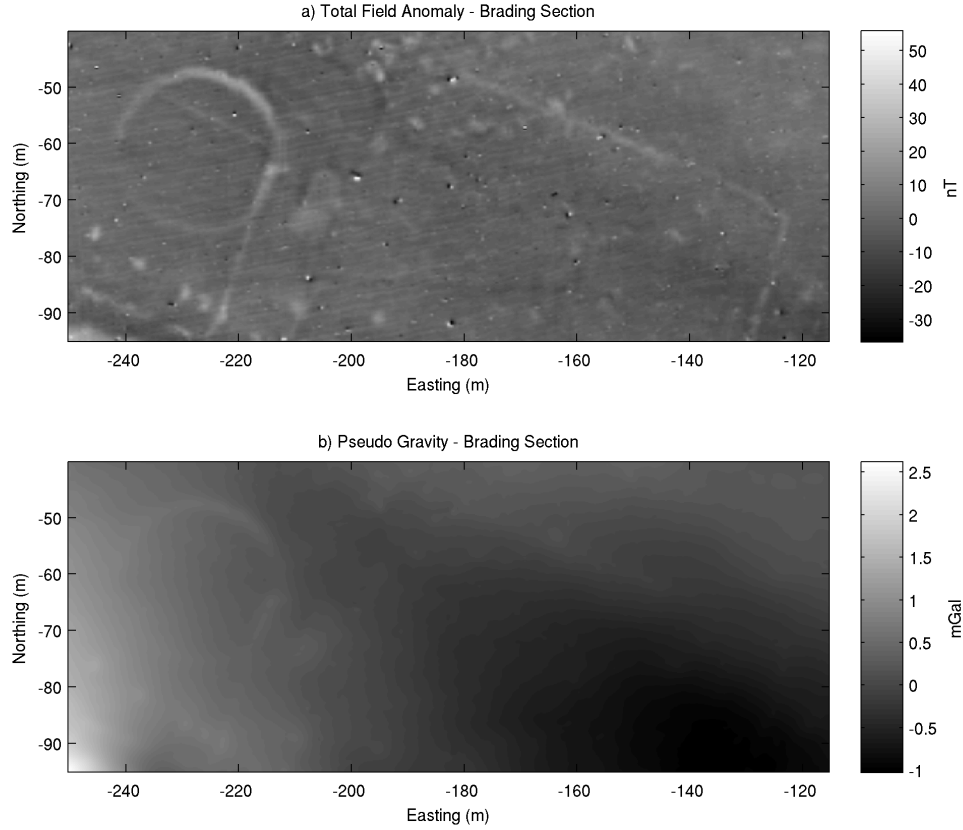 a) Total Field Anomaly - Brading Section
50
40
30
20
10
0
-10
-20
-30
nT
-50
-60
-70
-80
-90
Northing (m)
-240 -220 -200 -180 -160 -140 -120
Easting (m)
b) Pseudo Gravity - Brading Section
2.5
2
1.5
1
0.5
0
-0.5
-1
mGal
-50
-60
-70
-80
-90
Northing (m)
-240 -220 -200 -180 -160 -140 -120
Easting (m)